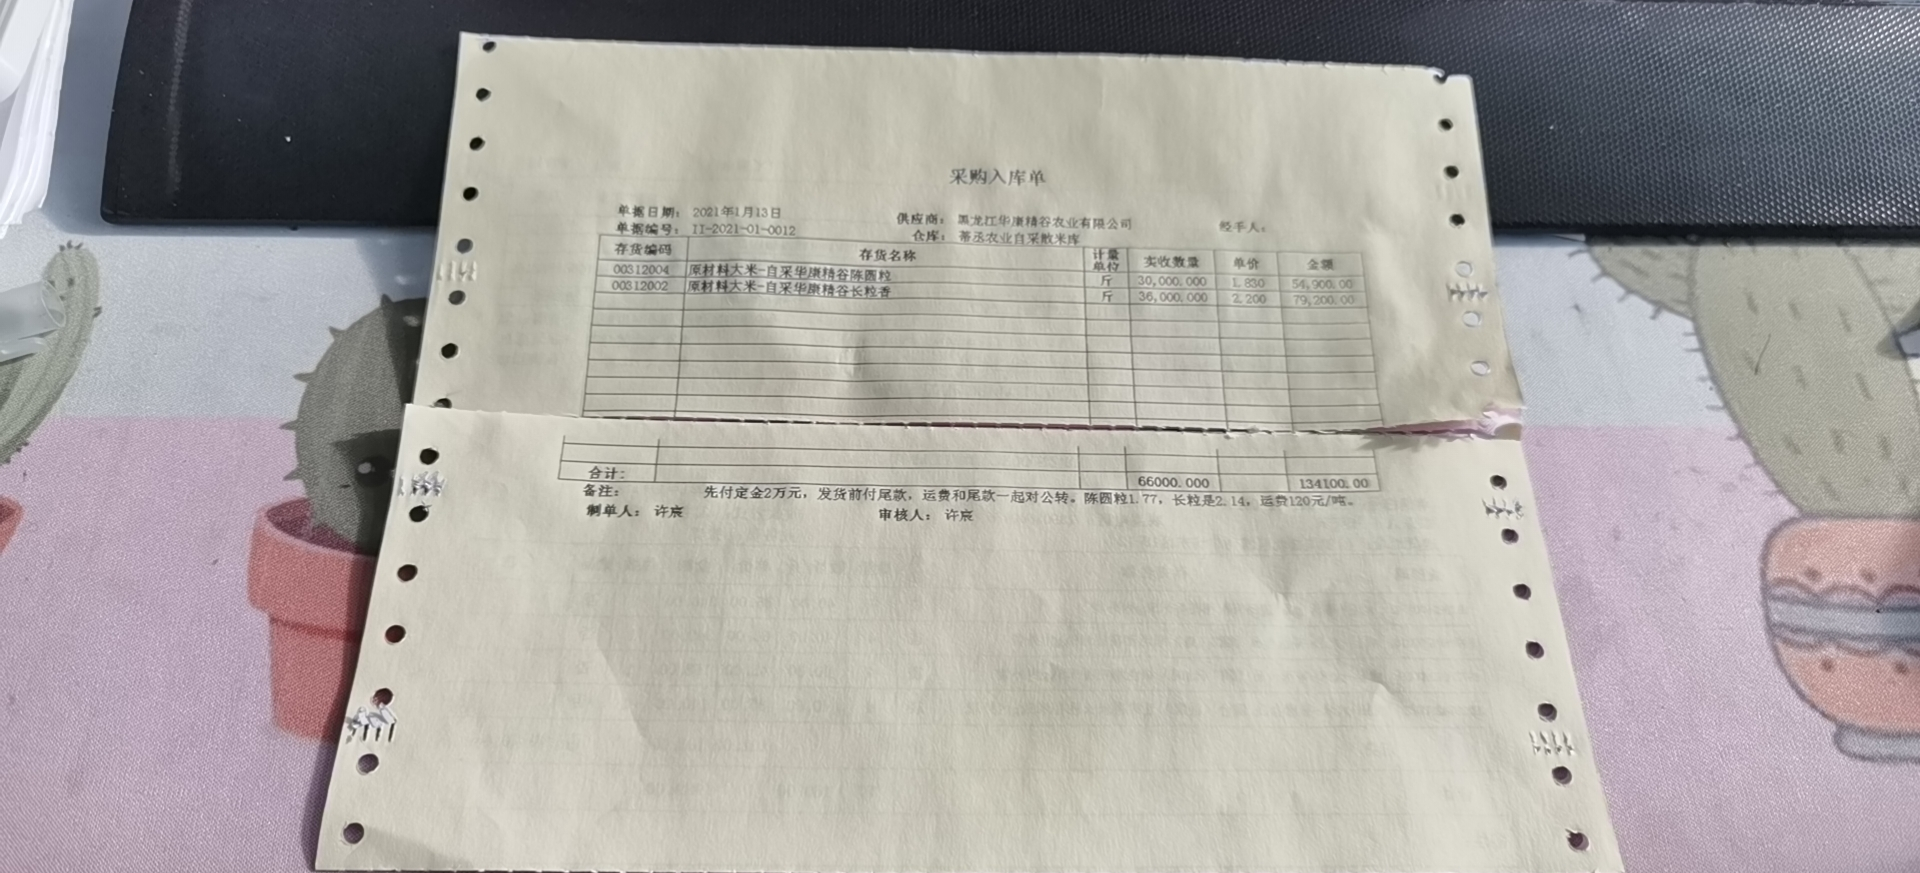 采购入库单
单据日期： 2021年1月13日 供应商： 黑龙江华康精谷农业有限公司 经手人：
单据编号： II-2021-01-0012 仓库： 蒂丞农业自采散米库
存货编码 存货名称 计量单位 实收数量 单价 金额
00312004 原材料大米-自采华康精谷陈圆粒 斤 30,000.000 1.830 54,900.00
00312002 原材料大米-自采华康精谷长粒香 斤 36,000.000 2.200 79,200.00
合计： 66000.000 134100.00
备注： 先付定金2万元，发货前付尾款，运费和尾款一起对公转。陈圆粒1.77，长粒是2.14，运费120元/吨。
制单人： 许宸 审核人： 许宸